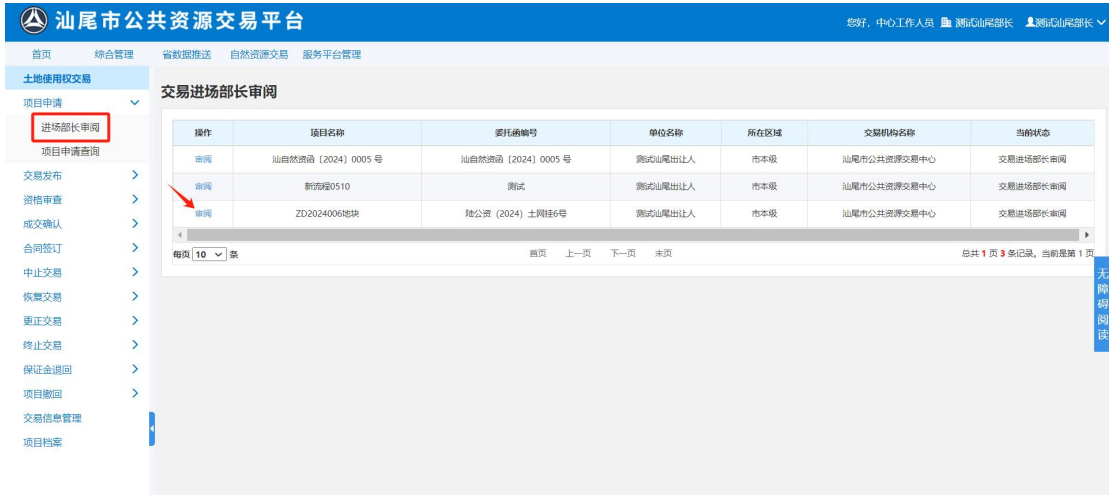 汕尾市公共资源交易平台
您好，中心工作人员 测试汕尾部长 测试汕尾部长
首页 综合管理 省数据推送 自然资源交易 服务平台管理
土地使用权交易
项目申请
进场部长审阅
项目申请查询
交易发布
资格审查
成交确认
合同签订
中止交易
恢复交易
更正交易
终止交易
保证金退回
项目撤回
交易信息管理
项目档案
交易进场部长审阅
操作 项目名称 委托函编号 单位名称 所在区域 交易机构名称 当前状态
审阅 汕自然资函〔2024〕0005号 汕自然资函〔2024〕0005号 测试汕尾出让人 市本级 汕尾市公共资源交易中心 交易进场部长审阅
审阅 新流程0510 测试 测试汕尾出让人 市本级 汕尾市公共资源交易中心 交易进场部长审阅
审阅 ZD2024006地块 陆公资（2024）土网挂6号 测试汕尾出让人 市本级 汕尾市公共资源交易中心 交易进场部长审阅
每页 10 条 首页 上一页 下一页 末页 总共 1 页 3 条记录，当前是第 1 页
无障碍阅读